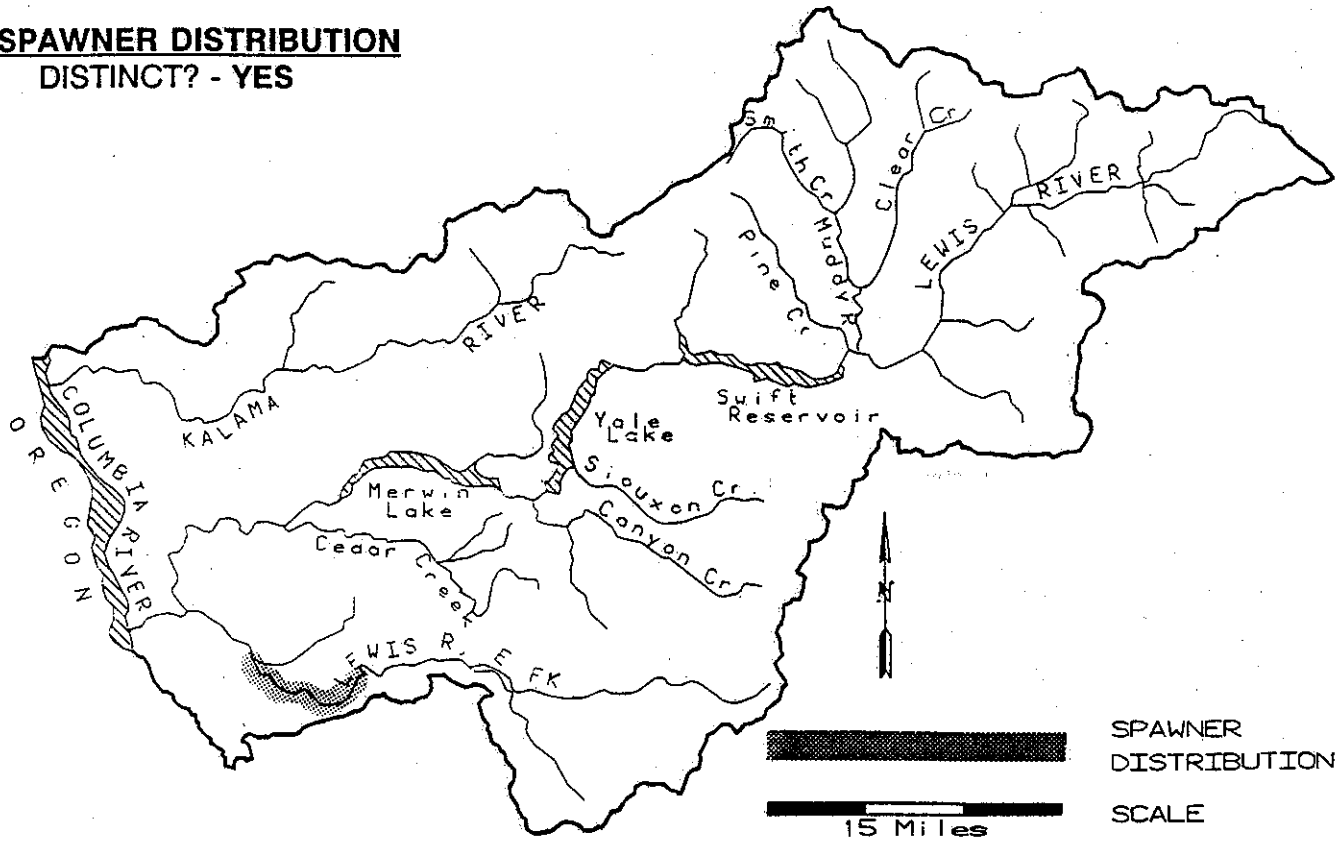 SPAWNER DISTRIBUTION
DISTINCT? - YES
Smith Cr
Clear Cr
Muddy R
Pine Cr
LEWIS RIVER
KALAMA RIVER
COLUMBIA RIVER
OREGON
Swift
Reservoir
Yale
Lake
Siouxon Cr.
Merwin
Lake
Canyon Cr
Cedar Creek
LEWIS R, E FK
N
SPAWNER
DISTRIBUTION
SCALE
15 Miles